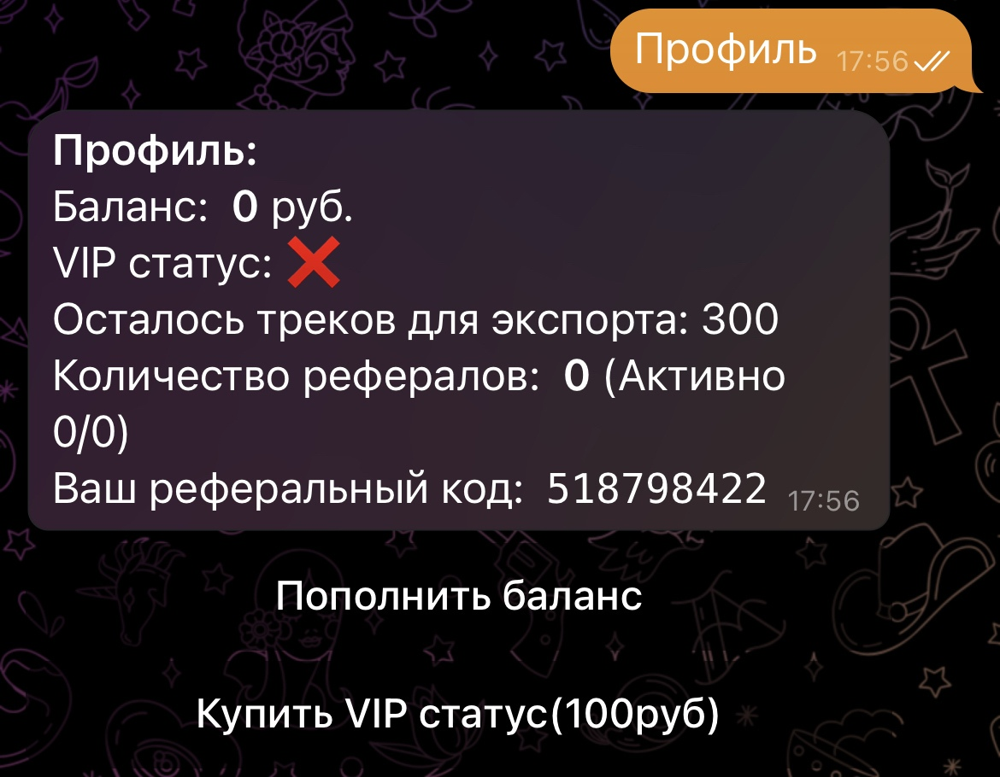 Профиль 17:56
Профиль:
Баланс: 0 руб.
VIP статус: ❌
Осталось треков для экспорта: 300
Количество рефералов: 0 (Активно
0/0)
Ваш реферальный код: 518798422 17:56
Пополнить баланс
Купить VIP статус(100руб)